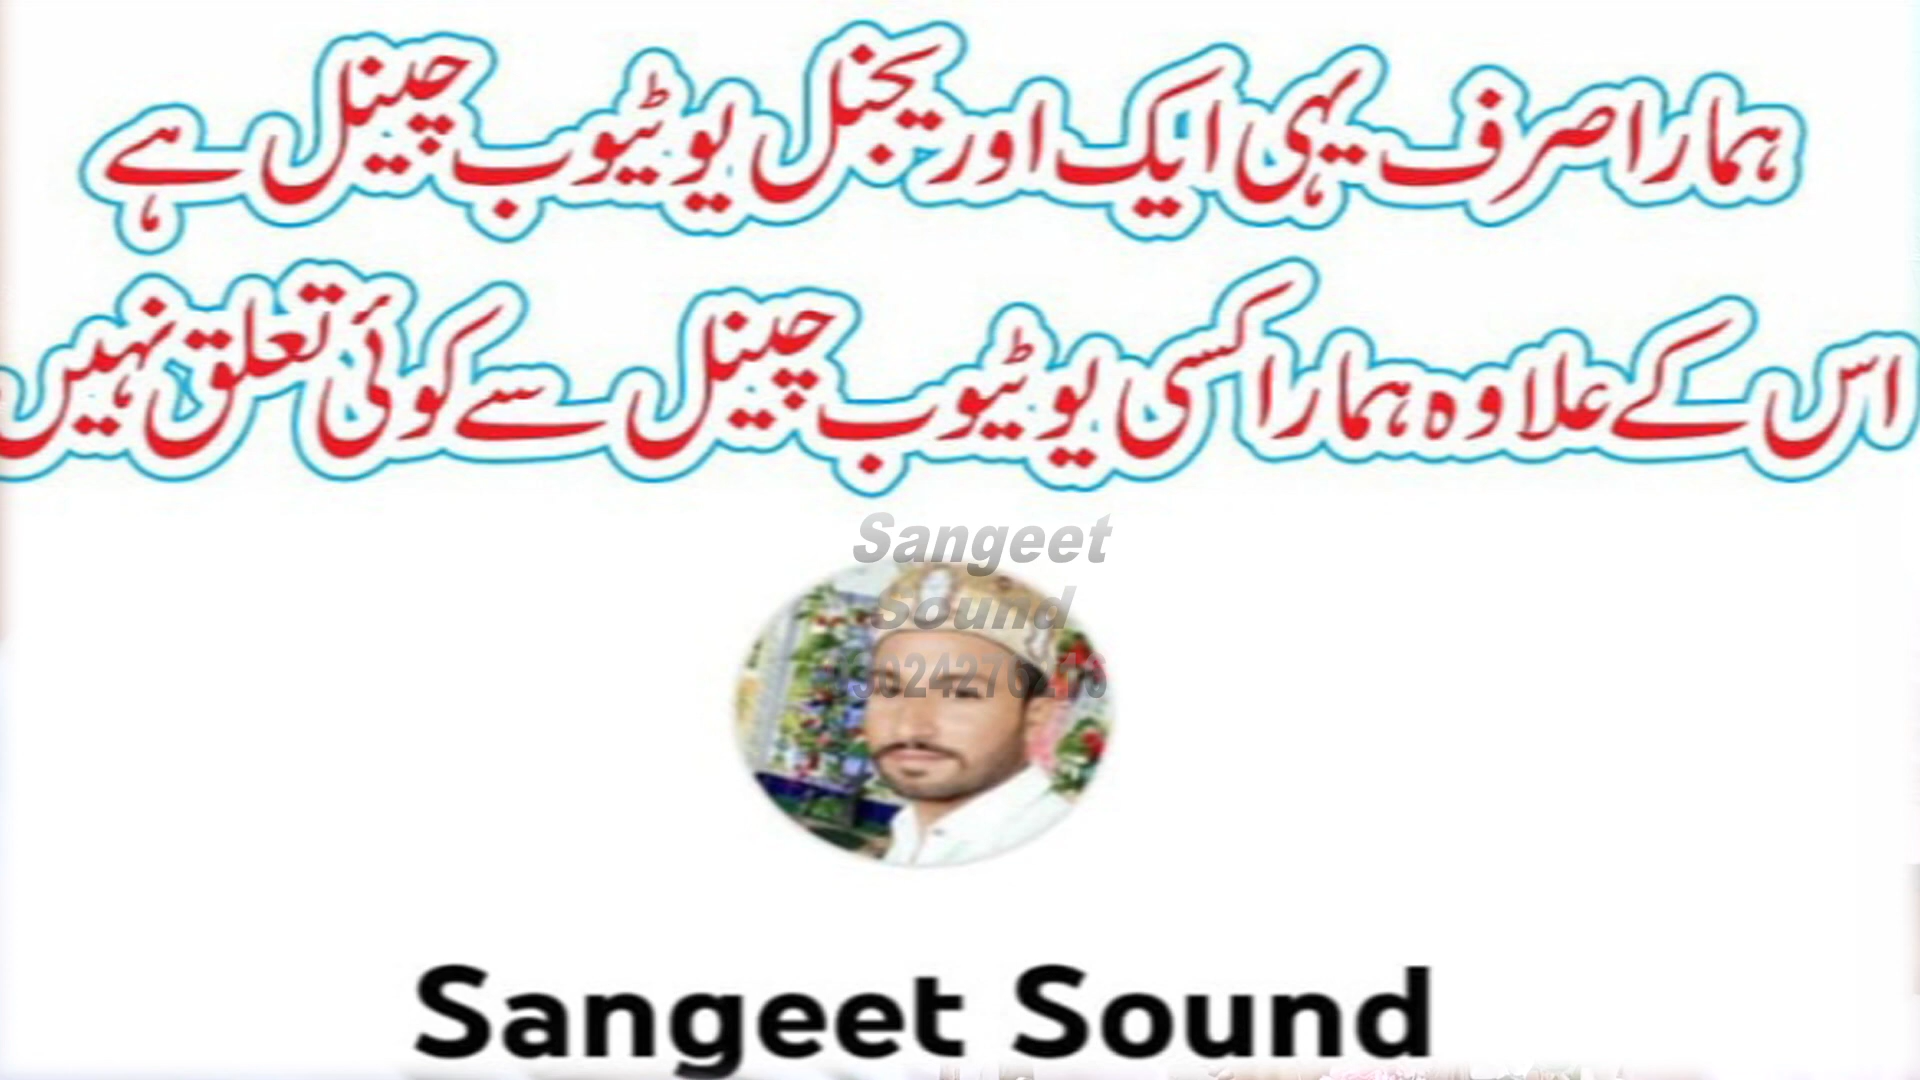 ہمارا صرف یہی ایک اوریجنل یوٹیوب چینل ہے
اس کے علاوہ ہمارا کسی یوٹیوب چینل سے کوئی تعلق نہیں
Sangeet
Sound
Sangeet Sound